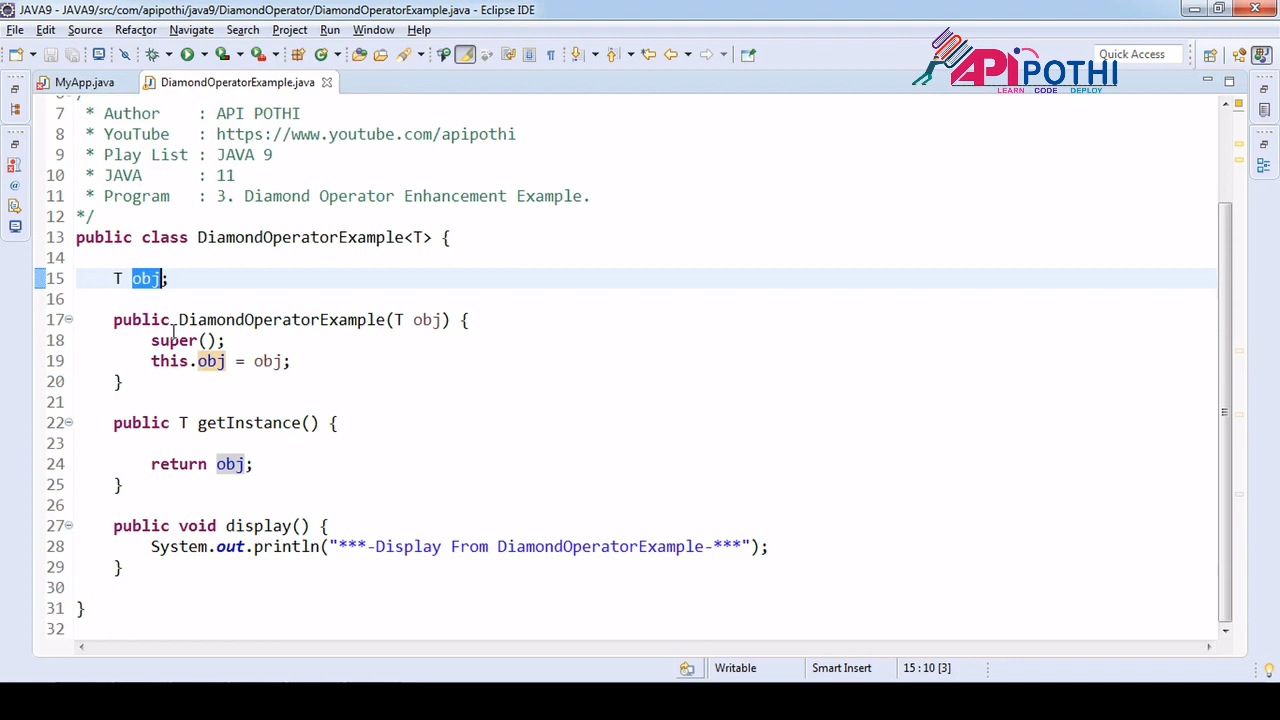 JAVA9 - JAVA9/src/com/apipothi/java9/DiamondOperator/DiamondOperatorExample.java - Eclipse IDE
File Edit Source Refactor Navigate Search Project Run Window Help
Quick Access
APIPOTHI
LEARN CODE DEPLOY
MyApp.java
DiamondOperatorExample.java
7 * Author : API POTHI
8 * YouTube : https://www.youtube.com/apipothi
9 * Play List : JAVA 9
10 * JAVA : 11
11 * Program : 3. Diamond Operator Enhancement Example.
12 */
13 public class DiamondOperatorExample<T> {
14
15 T obj;
16
17 public DiamondOperatorExample(T obj) {
18 super();
19 this.obj = obj;
20 }
21
22 public T getInstance() {
23
24 return obj;
25 }
26
27 public void display() {
28 System.out.println("***-Display From DiamondOperatorExample-***");
29 }
30
31 }
32
Writable Smart Insert 15 : 10 [3]